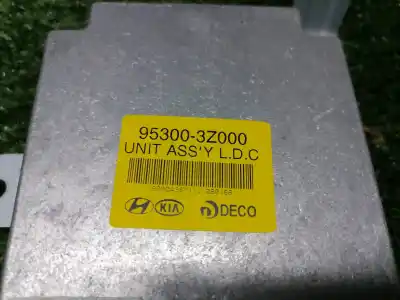 95300-3Z000
UNIT ASS'Y L.D.C
KIA DECO